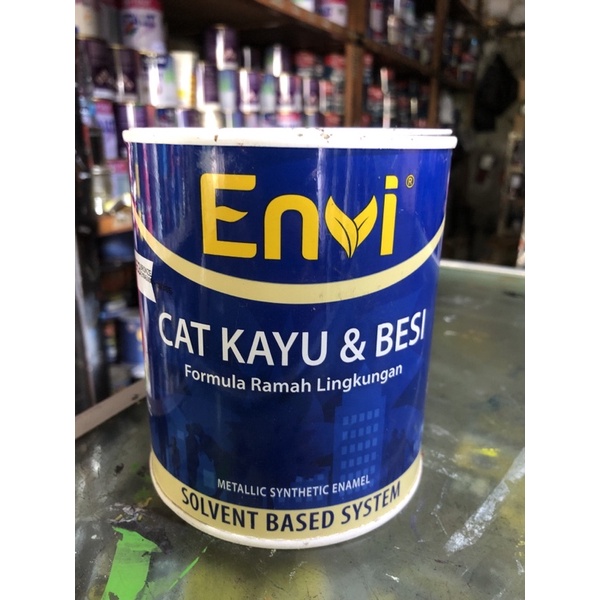 Envi®
CAT KAYU & BESI
Formula Ramah Lingkungan
METALLIC SYNTHETIC ENAMEL
SOLVENT BASED SYSTEM